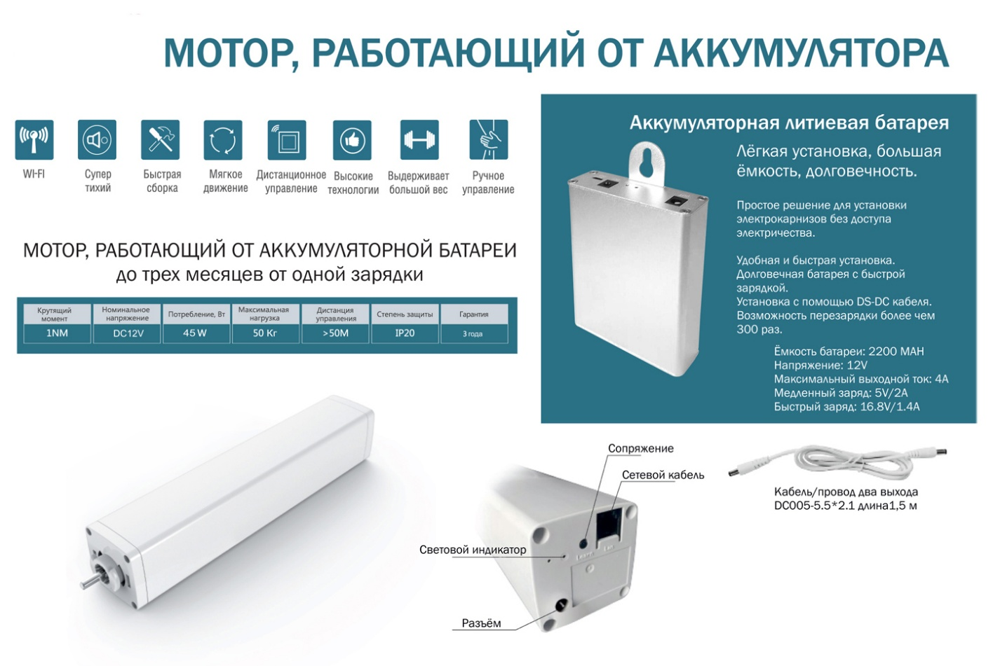 МОТОР, РАБОТАЮЩИЙ ОТ АККУМУЛЯТОРА
WI-FI
Супер
тихий
Быстрая
сборка
Мягкое
движение
Дистанционное
управление
Высокие
технологии
Выдерживает
большой вес
Ручное
управление
МОТОР, РАБОТАЮЩИЙ ОТ АККУМУЛЯТОРНОЙ БАТАРЕИ
до трех месяцев от одной зарядки
Крутящий
момент
Номинальное
напряжение
Потребление, Вт
Максимальная
нагрузка
Дистанция
управления
Степень защиты
Гарантия
1NM
DC12V
45 W
50 Кг
>50M
IP20
3 года
Аккумуляторная литиевая батарея
Лёгкая установка, большая
ёмкость, долговечность.
Простое решение для установки
электрокарнизов без доступа
электричества.
Удобная и быстрая установка.
Долговечная батарея с быстрой
зарядкой.
Установка с помощью DS-DC кабеля.
Возможность перезарядки более чем
300 раз.
Ёмкость батареи: 2200 MAH
Напряжение: 12V
Максимальный выходной ток: 4A
Медленный заряд: 5V/2A
Быстрый заряд: 16.8V/1.4A
Сопряжение
Сетевой кабель
Световой индикатор
Разъём
Кабель/провод два выхода
DC005-5.5*2.1 длина1,5 м